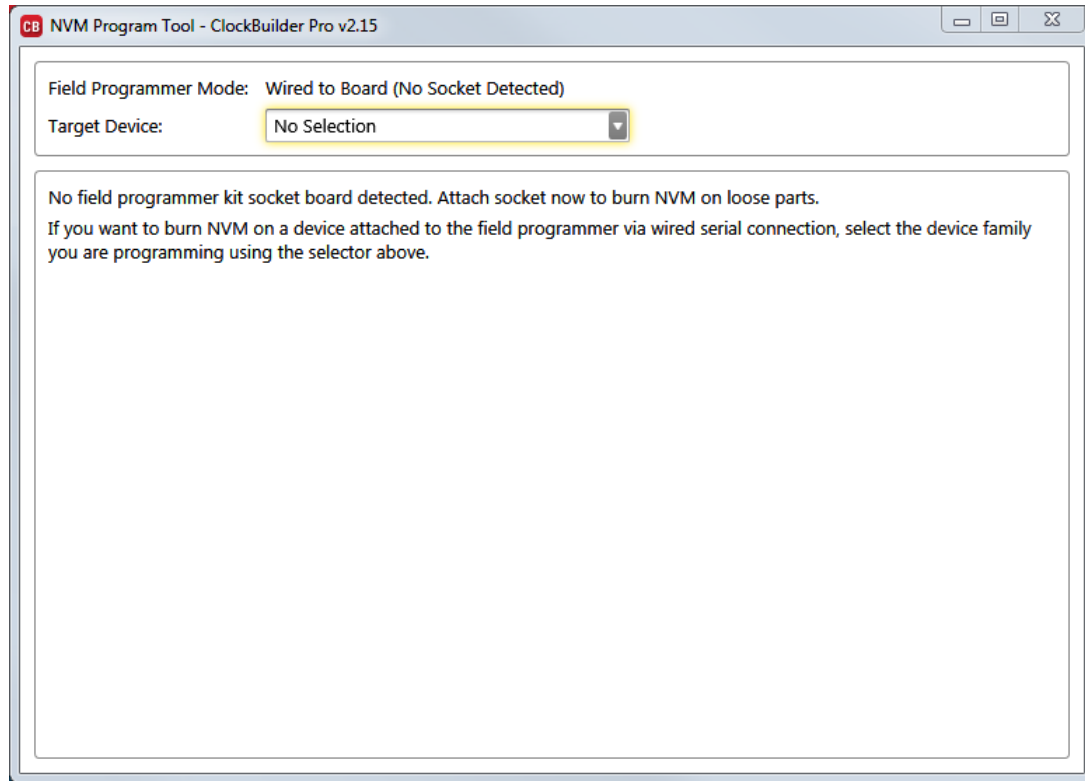 CB NVM Program Tool - ClockBuilder Pro v2.15
Field Programmer Mode: Wired to Board (No Socket Detected)
Target Device: No Selection
No field programmer kit socket board detected. Attach socket now to burn NVM on loose parts.
If you want to burn NVM on a device attached to the field programmer via wired serial connection, select the device family
you are programming using the selector above.